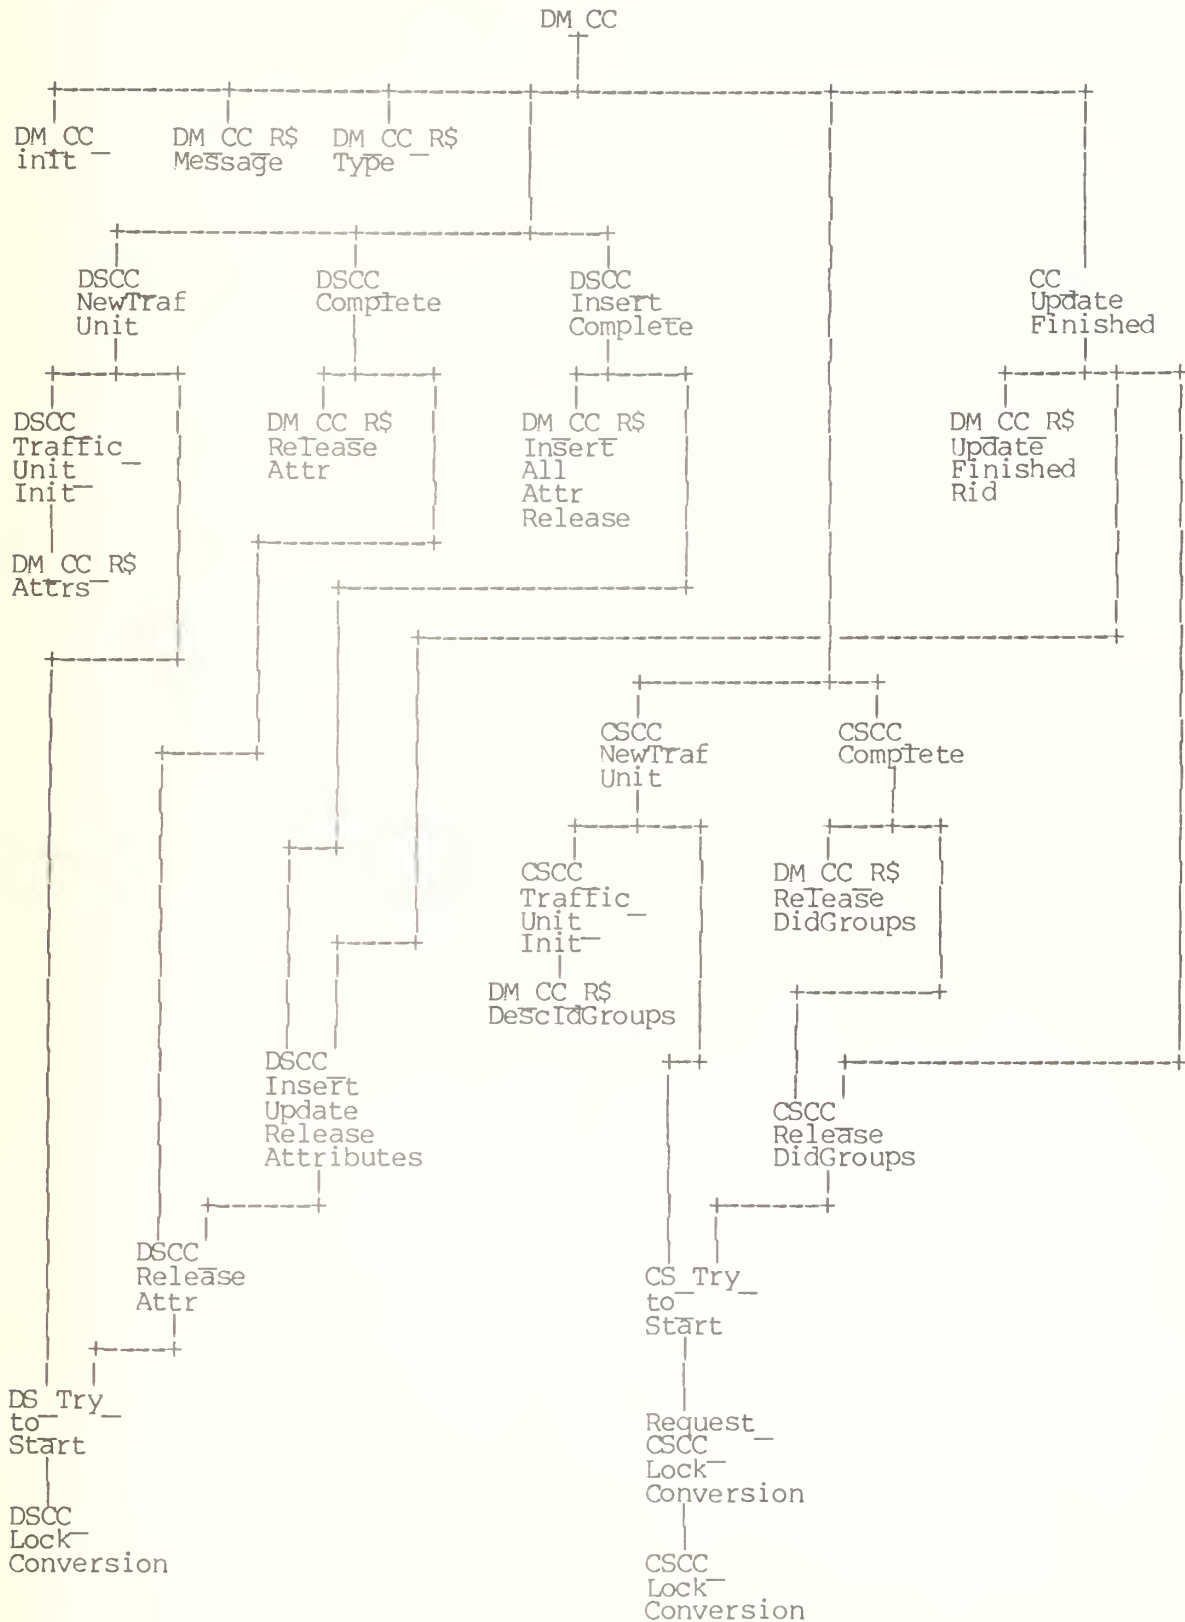 DM_CC
DM_CC_
init
DM_CC_R$
Message
DM_CC_R$
Type
DSCC_
NewTraf_
Unit
DSCC_
Complete
DSCC_
Insert_
Complete
CC_
Update_
Finished
DSCC_
Traffic_
Unit_
Init
DM_CC_R$
Attrs
DM_CC_R$
Release_
Attr
DM_CC_R$
Insert_
All_
Attr_
Release
DM_CC_R$
Update_
Finished_
Rid
CSCC_
NewTraf_
Unit
CSCC_
Complete
CSCC_
Traffic_
Unit_
Init
DM_CC_R$
DescIdGroups
DM_CC_R$
Release_
DidGroups
DSCC_
Insert_
Update_
Release_
Attributes
CSCC_
Release_
DidGroups
DSCC_
Release_
Attr
CS_Try_
to_
Start
DS_Try_
to_
Start
Request_
CSCC_
Lock_
Conversion
DSCC_
Lock_
Conversion
CSCC_
Lock_
Conversion